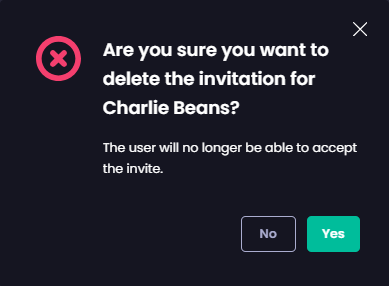 Are you sure you want to
delete the invitation for
Charlie Beans?
The user will no longer be able to accept
the invite.
No
Yes